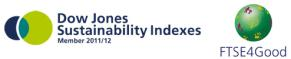 Dow Jones
Sustainability Indexes
Member 2011/12
FTSE4Good